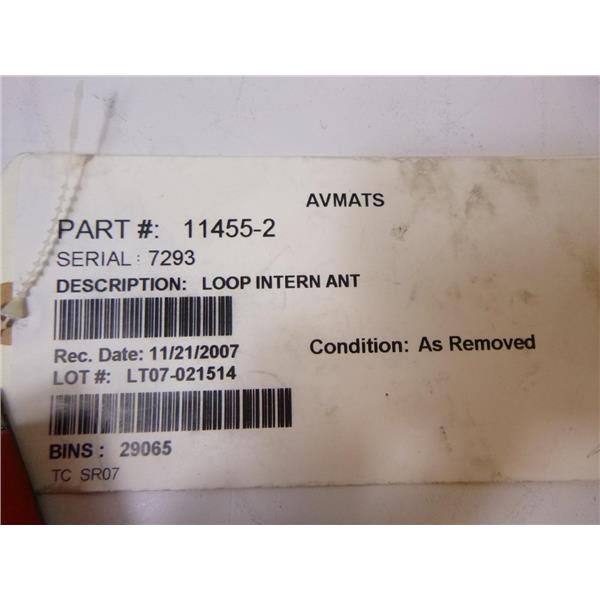 AVMATS
PART #: 11455-2
SERIAL: 7293
DESCRIPTION: LOOP INTERN ANT
Rec. Date: 11/21/2007
Condition: As Removed
LOT #: LT07-021514
BINS : 29065
TC SR07